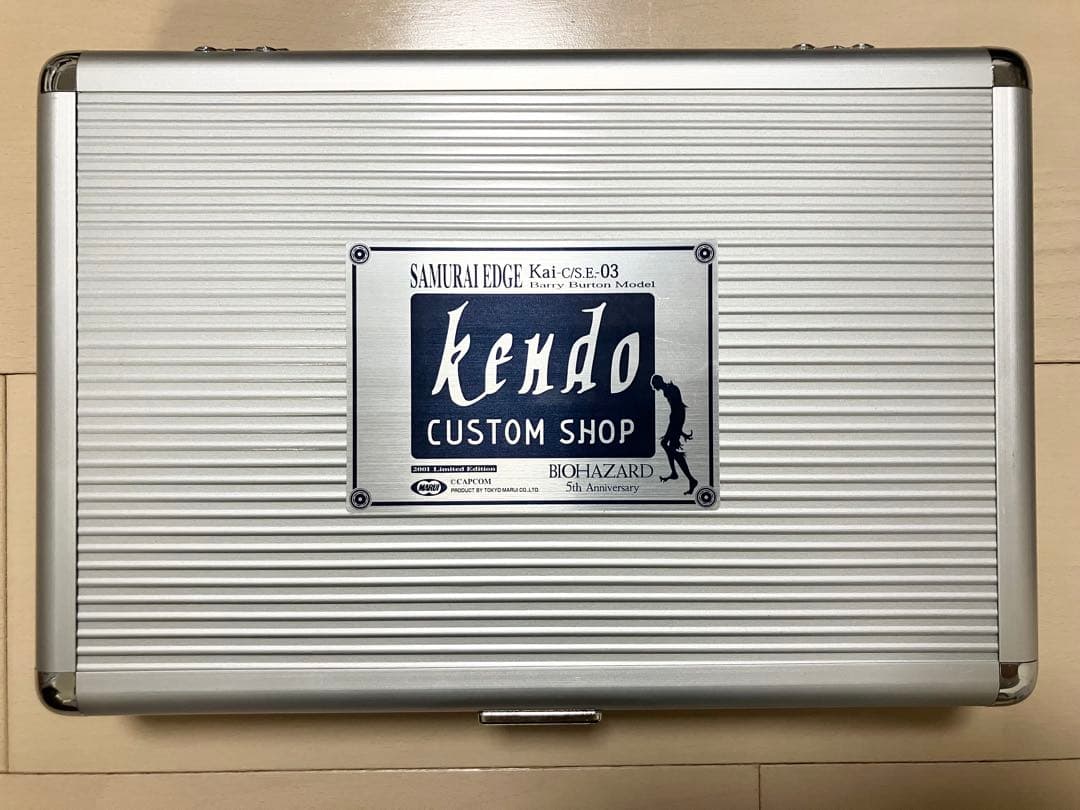 SAMURAI EDGE Kai-C/S.E.-03
Barry Burton Model
kendo
CUSTOM SHOP
2001 Limited Edition
BIOHAZARD
5th Anniversary
MARUI
©CAPCOM
PRODUCT BY TOKYO MARUI CO.,LTD.